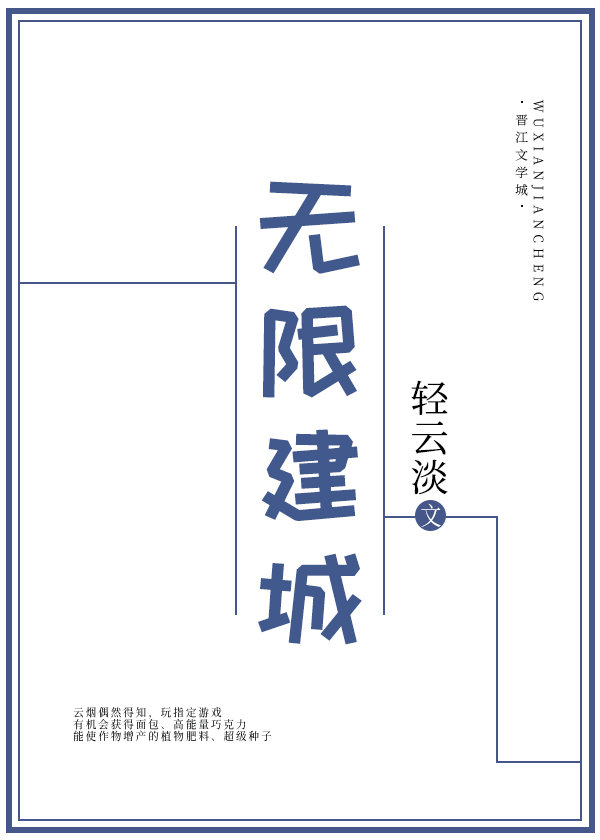 WUXIANJIANCHENG
·晋江文学城·
无限建城
轻云淡
文
云烟偶然得知，玩指定游戏
有机会获得面包、高能量巧克力
能使作物增产的植物肥料、超级种子